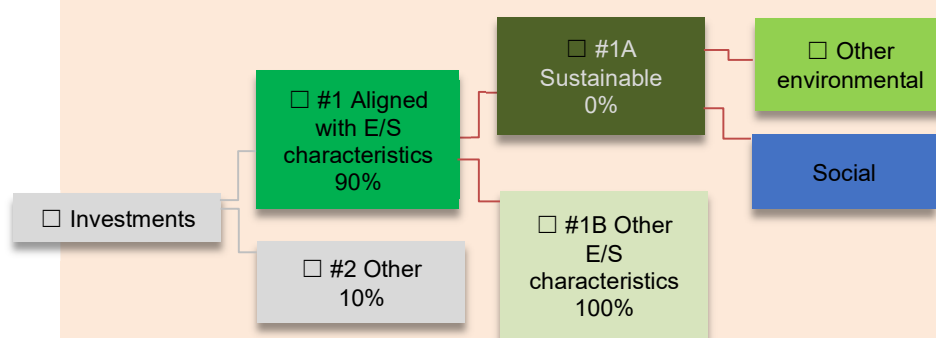 ☐ Investments
☐ #1 Aligned
with E/S
characteristics
90%
☐ #2 Other
10%
☐ #1A
Sustainable
0%
☐ #1B Other
E/S
characteristics
100%
☐ Other
environmental
Social